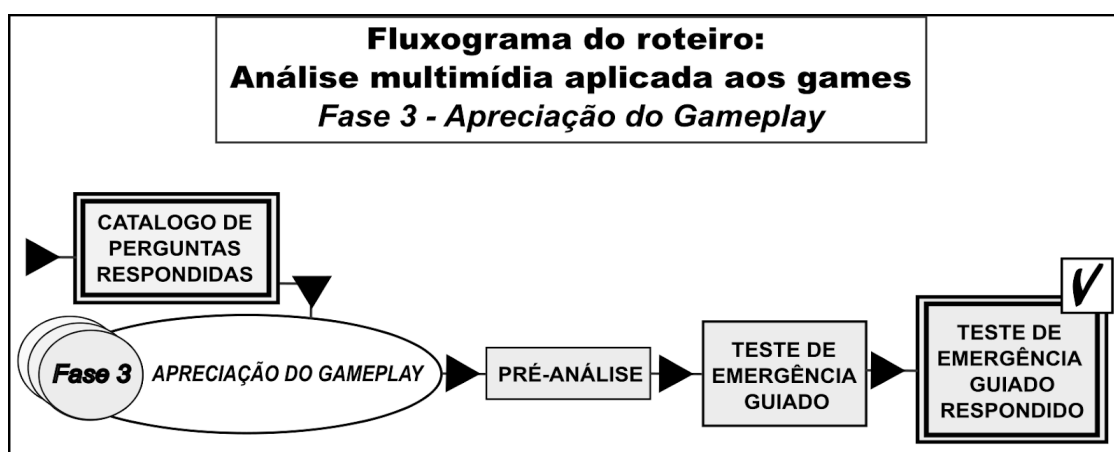 Fluxograma do roteiro:
Análise multimídia aplicada aos games
Fase 3 - Apreciação do Gameplay
CATALOGO DE
PERGUNTAS
RESPONDIDAS
Fase 3
APRECIAÇÃO DO GAMEPLAY
PRÉ-ANÁLISE
TESTE DE
EMERGÊNCIA
GUIADO
TESTE DE
EMERGÊNCIA
GUIADO
RESPONDIDO